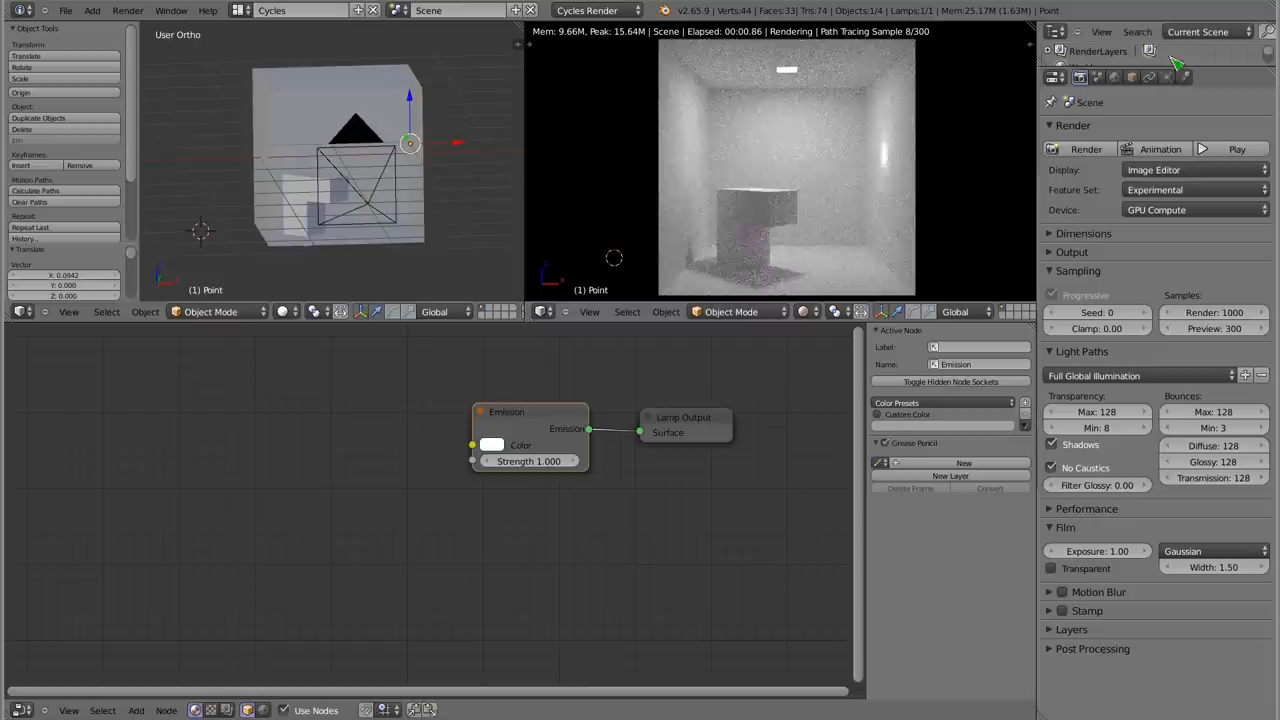 File Add Render Window Help Cycles Scene Cycles Render v2.65.9 | Verts:44 | Faces:33| Tris:74 | Objects:1/4 | Lamps:1/1 | Mem:25.17M (1.63M) | Point
Object Tools
Transform:
Translate
Rotate
Scale
Origin
Object:
Duplicate Objects
Delete
Join
Keyframes:
Insert Remove
Motion Paths:
Calculate Paths
Clear Paths
Repeat:
Repeat Last
History...
Translate
Vector
X: 0.0942
Y: 0.000
Z: 0.000
User Ortho
(1) Point
View Select Object Object Mode Global
Mem: 9.66M, Peak: 15.64M | Scene | Elapsed: 00:00.86 | Rendering | Path Tracing Sample 8/300
(1) Point
View Select Object Object Mode Global
Emission
Emission
Color
Strength 1.000
Lamp Output
Surface
Active Node
Label:
Name: Emission
Toggle Hidden Node Sockets
Color Presets
Custom Color
Grease Pencil
New
New Layer
Delete Frame Convert
View Select Add Node Use Nodes
View Search Current Scene
RenderLayers
Scene
Render
Render Animation Play
Display: Image Editor
Feature Set: Experimental
Device: GPU Compute
Dimensions
Output
Sampling
Progressive Samples:
Seed: 0 Render: 1000
Clamp: 0.00 Preview: 300
Light Paths
Full Global Illumination
Transparency: Bounces:
Max: 128 Max: 128
Min: 8 Min: 3
Shadows Diffuse: 128
No Caustics Glossy: 128
Filter Glossy: 0.00 Transmission: 128
Performance
Film
Exposure: 1.00 Gaussian
Transparent Width: 1.50
Motion Blur
Stamp
Layers
Post Processing